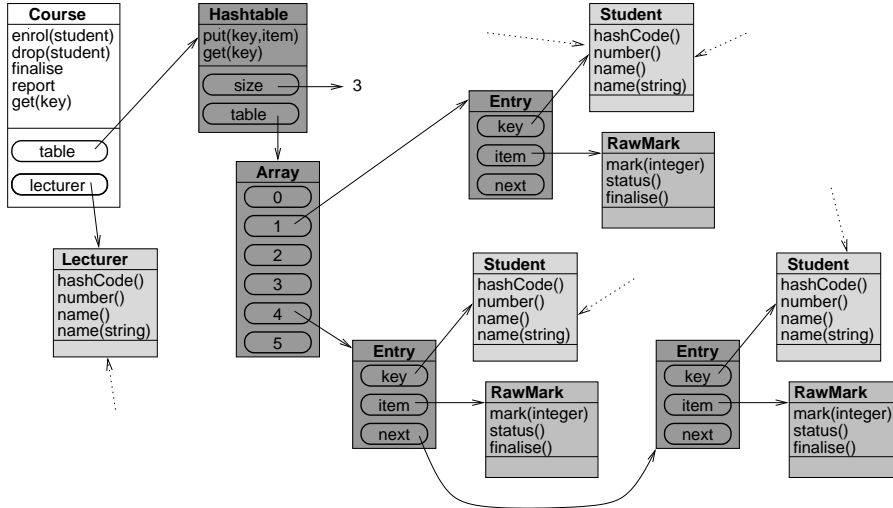 Course
enrol(student)
drop(student)
finalise
report
get(key)
table
lecturer
Hashtable
put(key,item)
get(key)
size
3
table
Array
0
1
2
3
4
5
Lecturer
hashCode()
number()
name()
name(string)
Entry
key
item
next
Student
hashCode()
number()
name()
name(string)
RawMark
mark(integer)
status()
finalise()
Entry
key
item
next
Student
hashCode()
number()
name()
name(string)
RawMark
mark(integer)
status()
finalise()
Entry
key
item
next
Student
hashCode()
number()
name()
name(string)
RawMark
mark(integer)
status()
finalise()